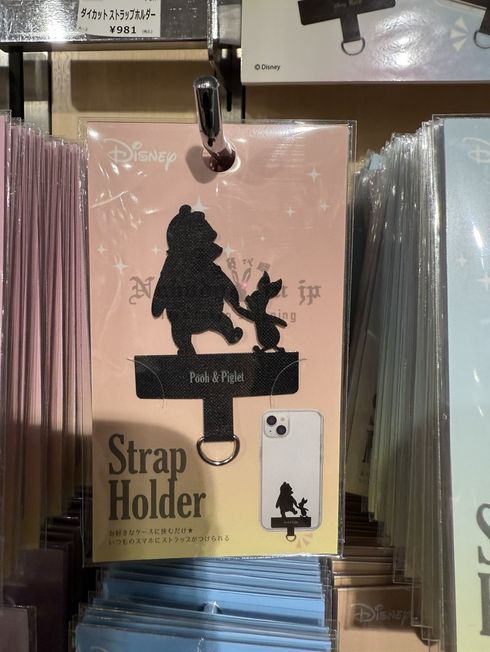 ダイカット ストラップホルダー
¥981
©Disney
Disney
Pooh & Piglet
Strap
Holder
お好きなケースに挟むだけ★
いつものスマホにストラップがつけられる
Disney